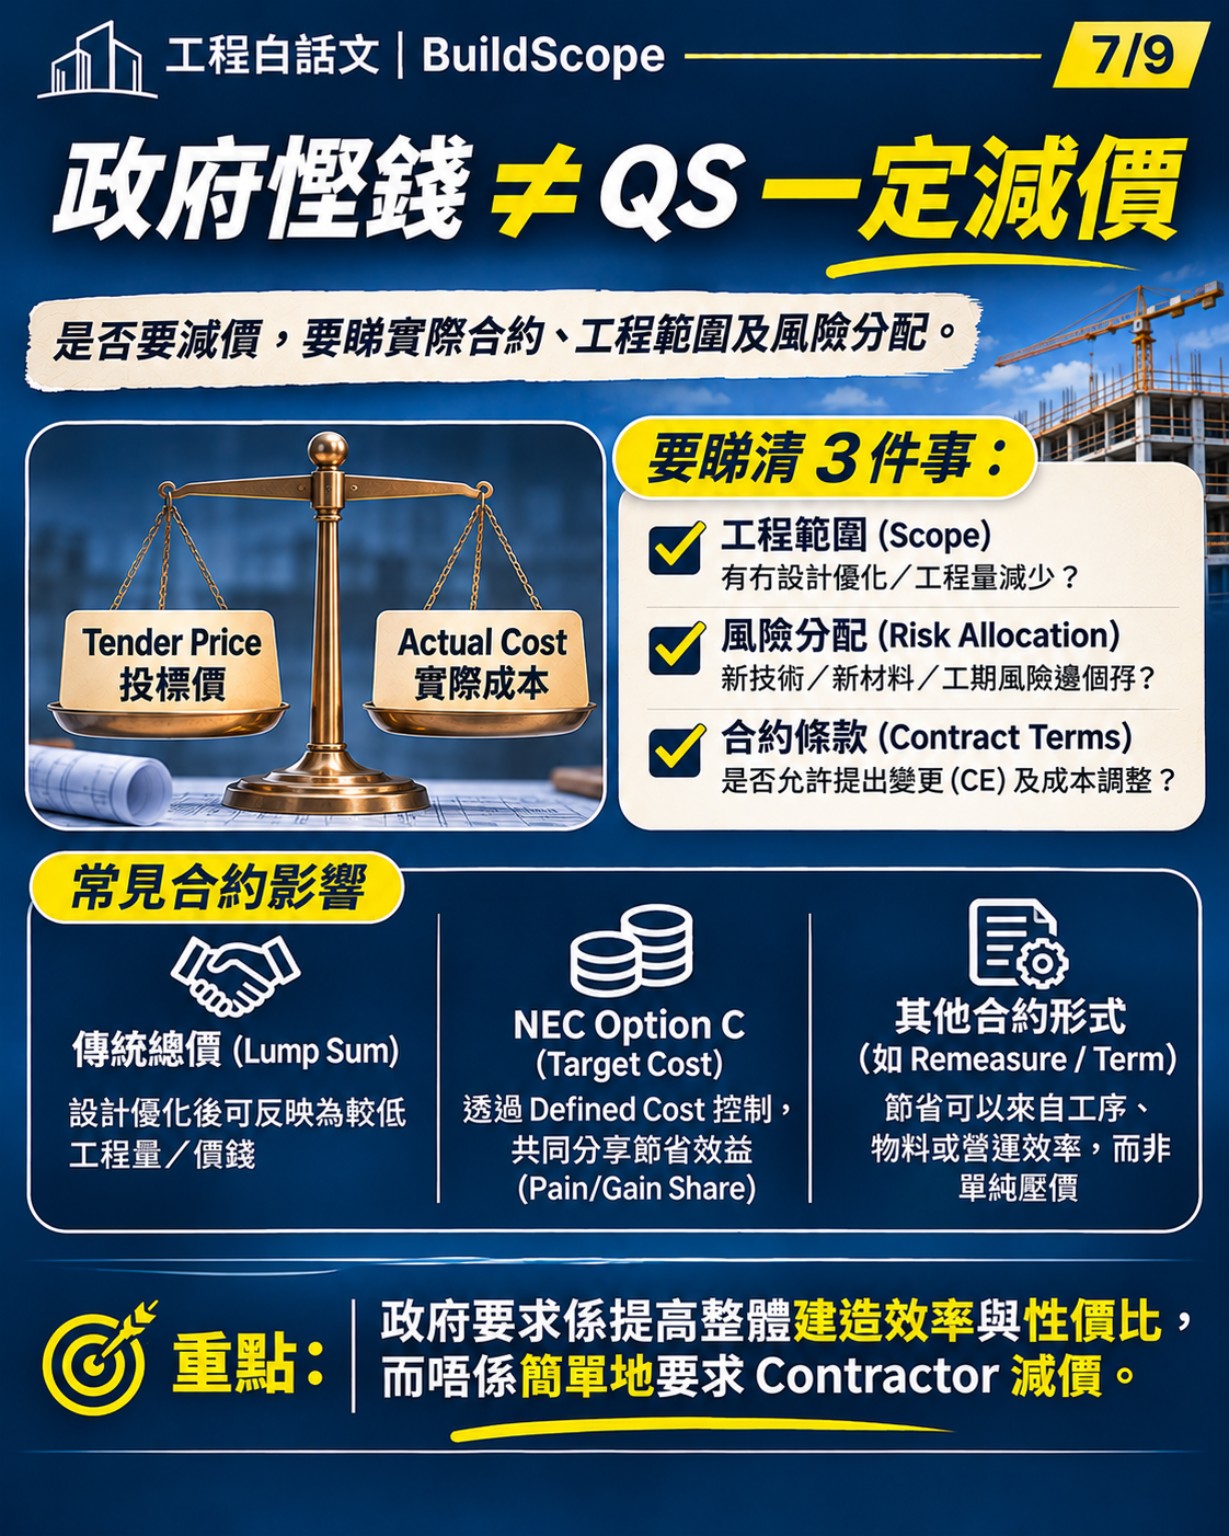 工程白話文 | BuildScope
7/9
政府慳錢 ≠ QS 一定減價
是否要減價，要睇實際合約、工程範圍及風險分配。
Tender Price
投標價
Actual Cost
實際成本
要睇清 3 件事：
工程範圍 (Scope)
有冇設計優化／工程量減少？
風險分配 (Risk Allocation)
新技術／新材料／工期風險邊個孭？
合約條款 (Contract Terms)
是否允許提出變更 (CE) 及成本調整？
常見合約影響
傳統總價 (Lump Sum)
設計優化後可反映為較低
工程量／價錢
NEC Option C
(Target Cost)
透過 Defined Cost 控制，
共同分享節省效益
(Pain/Gain Share)
其他合約形式
（如 Remeasure / Term）
節省可以來自工序、
物料或營運效率，而非
單純壓價
重點：
政府要求係提高整體建造效率與性價比，
而唔係簡單地要求 Contractor 減價。